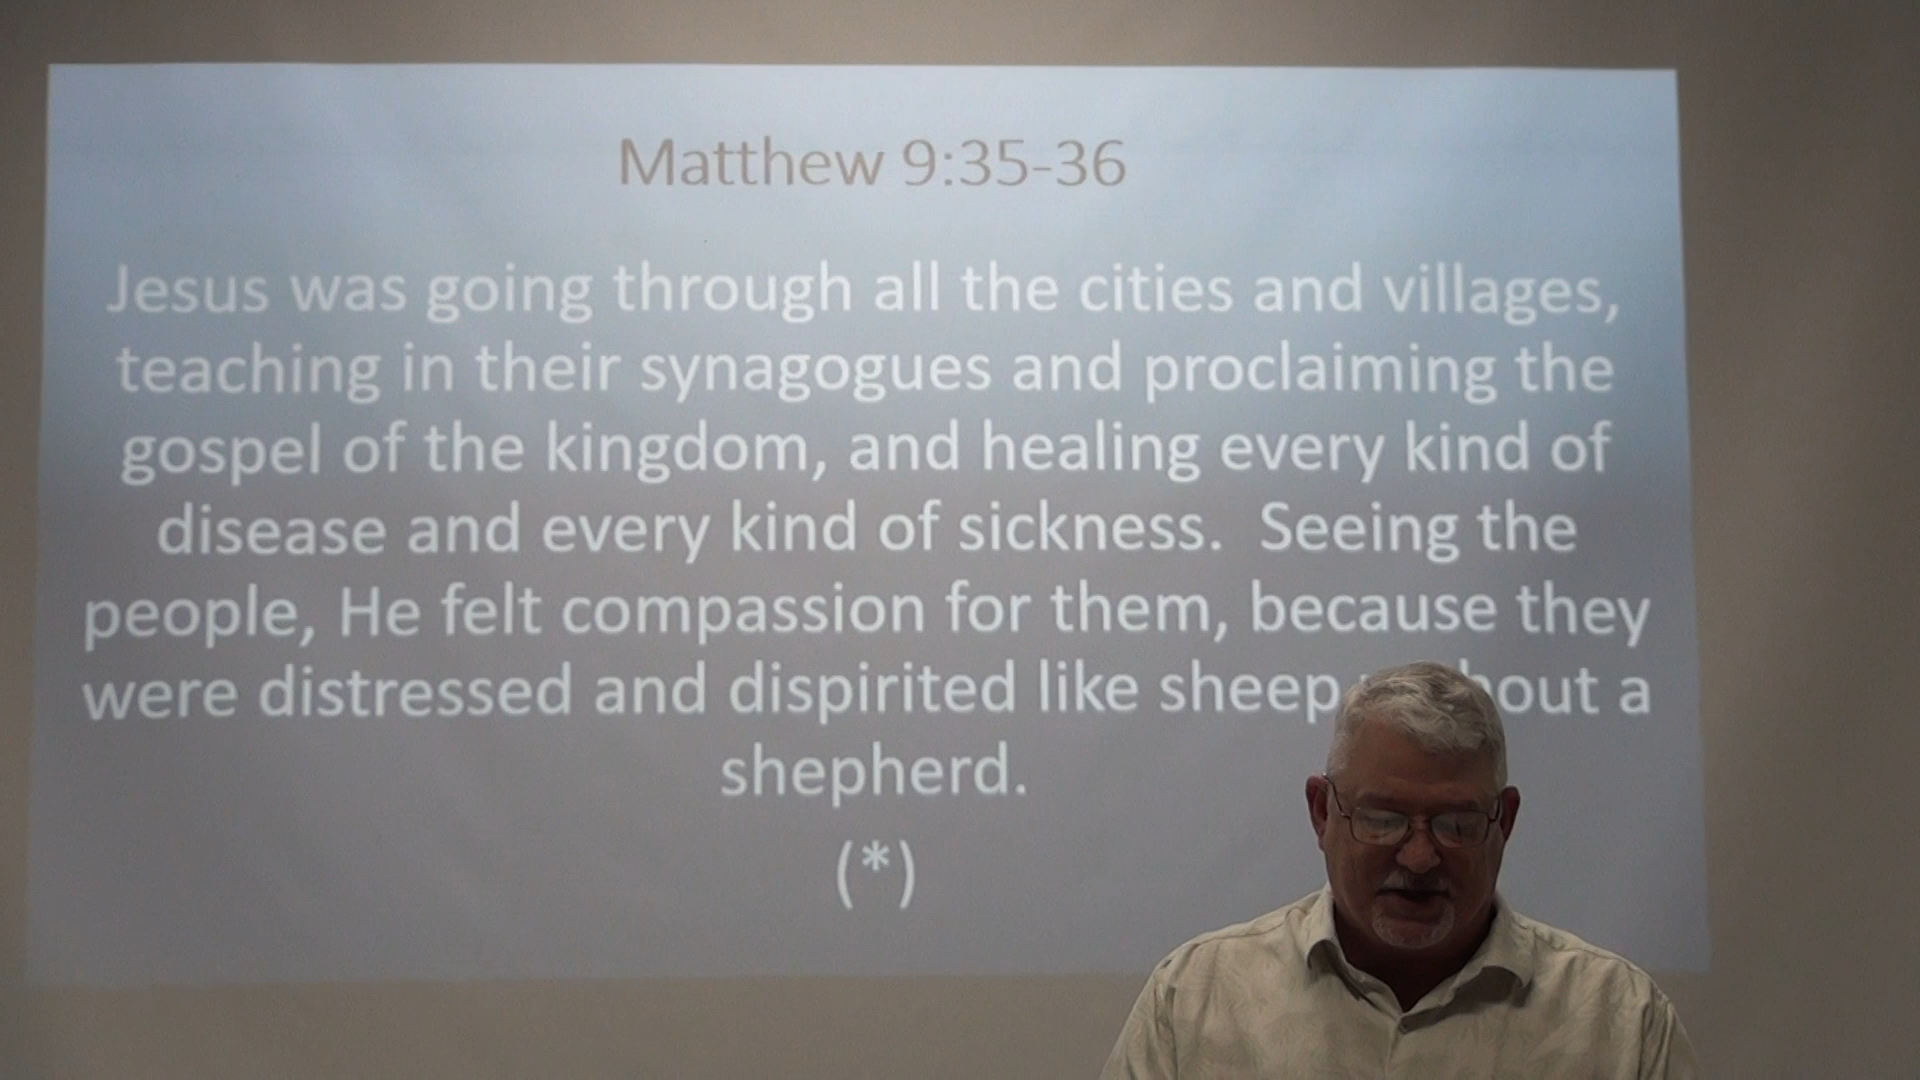 Matthew 9:35-36
Jesus was going through all the cities and villages,
teaching in their synagogues and proclaiming the
gospel of the kingdom, and healing every kind of
disease and every kind of sickness.  Seeing the
people, He felt compassion for them, because they
were distressed and dispirited like sheep a
shepherd.
(*)